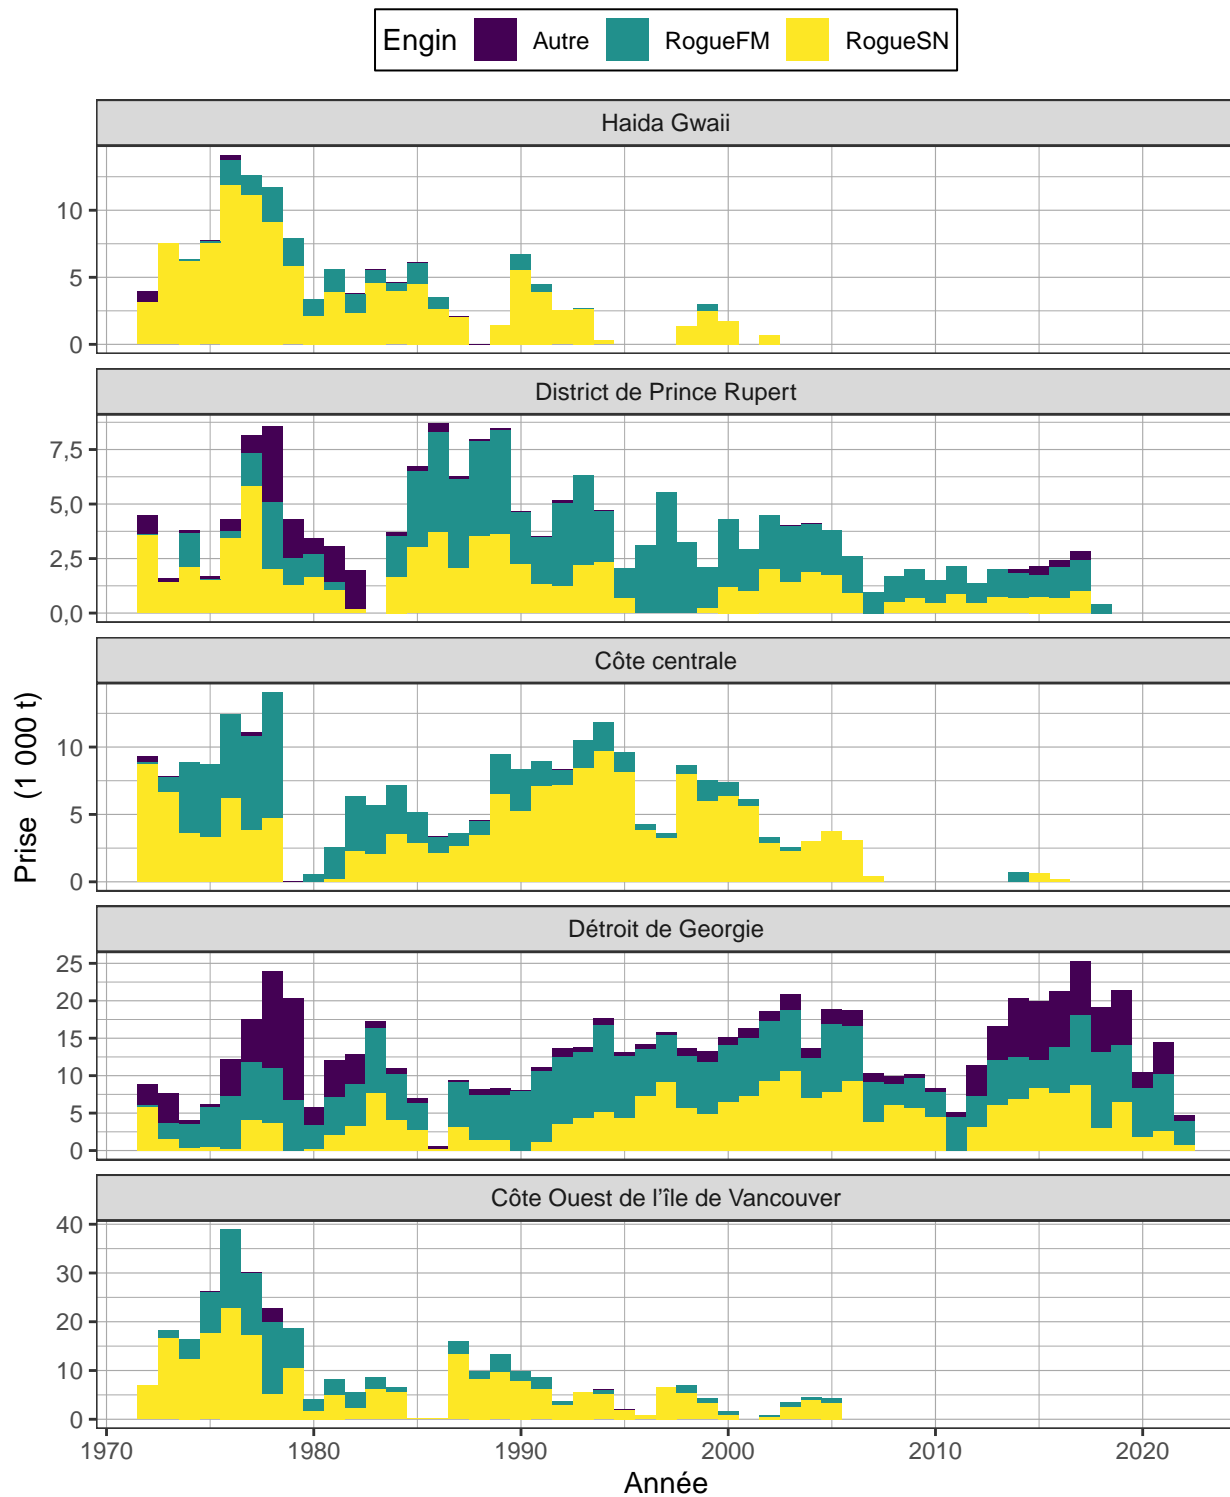 Engin Autre RogueFM RogueSN
Haida Gwaii
10
5
0
District de Prince Rupert
7,5
5,0
2,5
0,0
Côte centrale
10
5
0
Détroit de Georgie
25
20
15
10
5
0
Côte Ouest de l'île de Vancouver
40
30
20
10
0
1970 1980 1990 2000 2010 2020
Année
Prise (1 000 t)